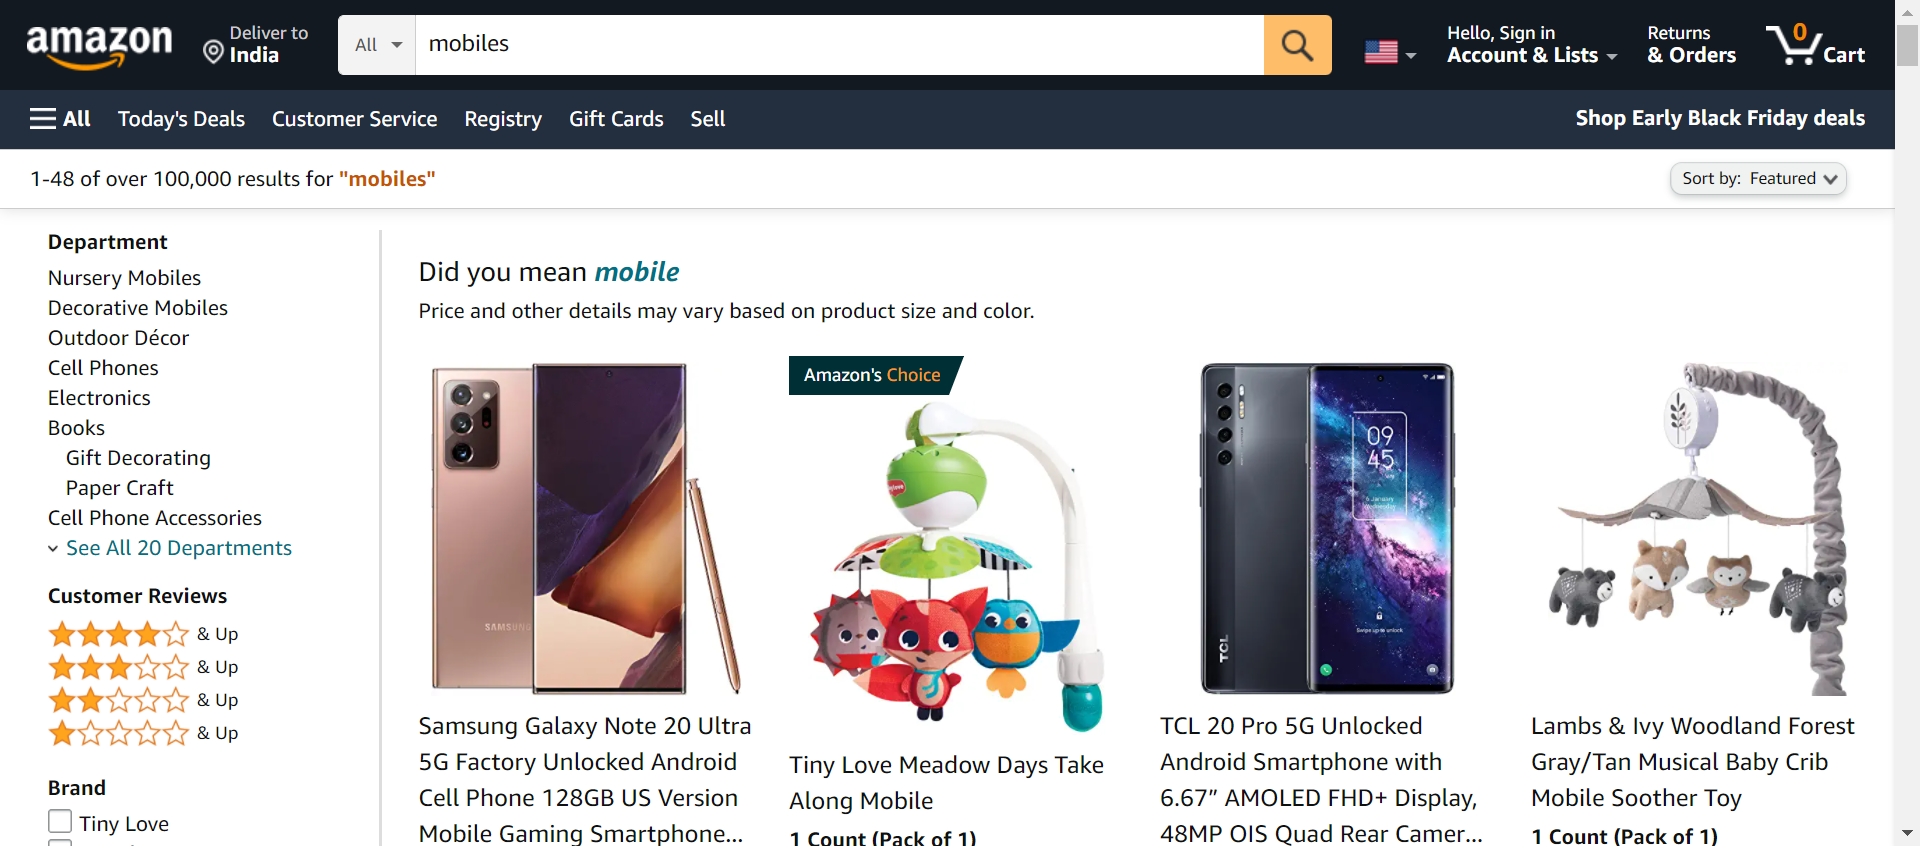 amazon
Deliver to
India
All
mobiles
Hello, Sign in
Account & Lists
Returns
& Orders
0
Cart
All
Today's Deals
Customer Service
Registry
Gift Cards
Sell
Shop Early Black Friday deals
1-48 of over 100,000 results for "mobiles"
Sort by: Featured
Department
Nursery Mobiles
Decorative Mobiles
Outdoor Décor
Cell Phones
Electronics
Books
Gift Decorating
Paper Craft
Cell Phone Accessories
See All 20 Departments
Customer Reviews
& Up
& Up
& Up
& Up
Brand
Tiny Love
Did you mean mobile
Price and other details may vary based on product size and color.
SAMSUNG
Samsung Galaxy Note 20 Ultra
5G Factory Unlocked Android
Cell Phone 128GB US Version
Mobile Gaming Smartphone...
Amazon's Choice
Tiny Love Meadow Days Take
Along Mobile
1 Count (Pack of 1)
TCL
09
45
Swipe up to unlock
TCL 20 Pro 5G Unlocked
Android Smartphone with
6.67” AMOLED FHD+ Display,
48MP OIS Quad Rear Camer...
Lambs & Ivy Woodland Forest
Gray/Tan Musical Baby Crib
Mobile Soother Toy
1 Count (Pack of 1)